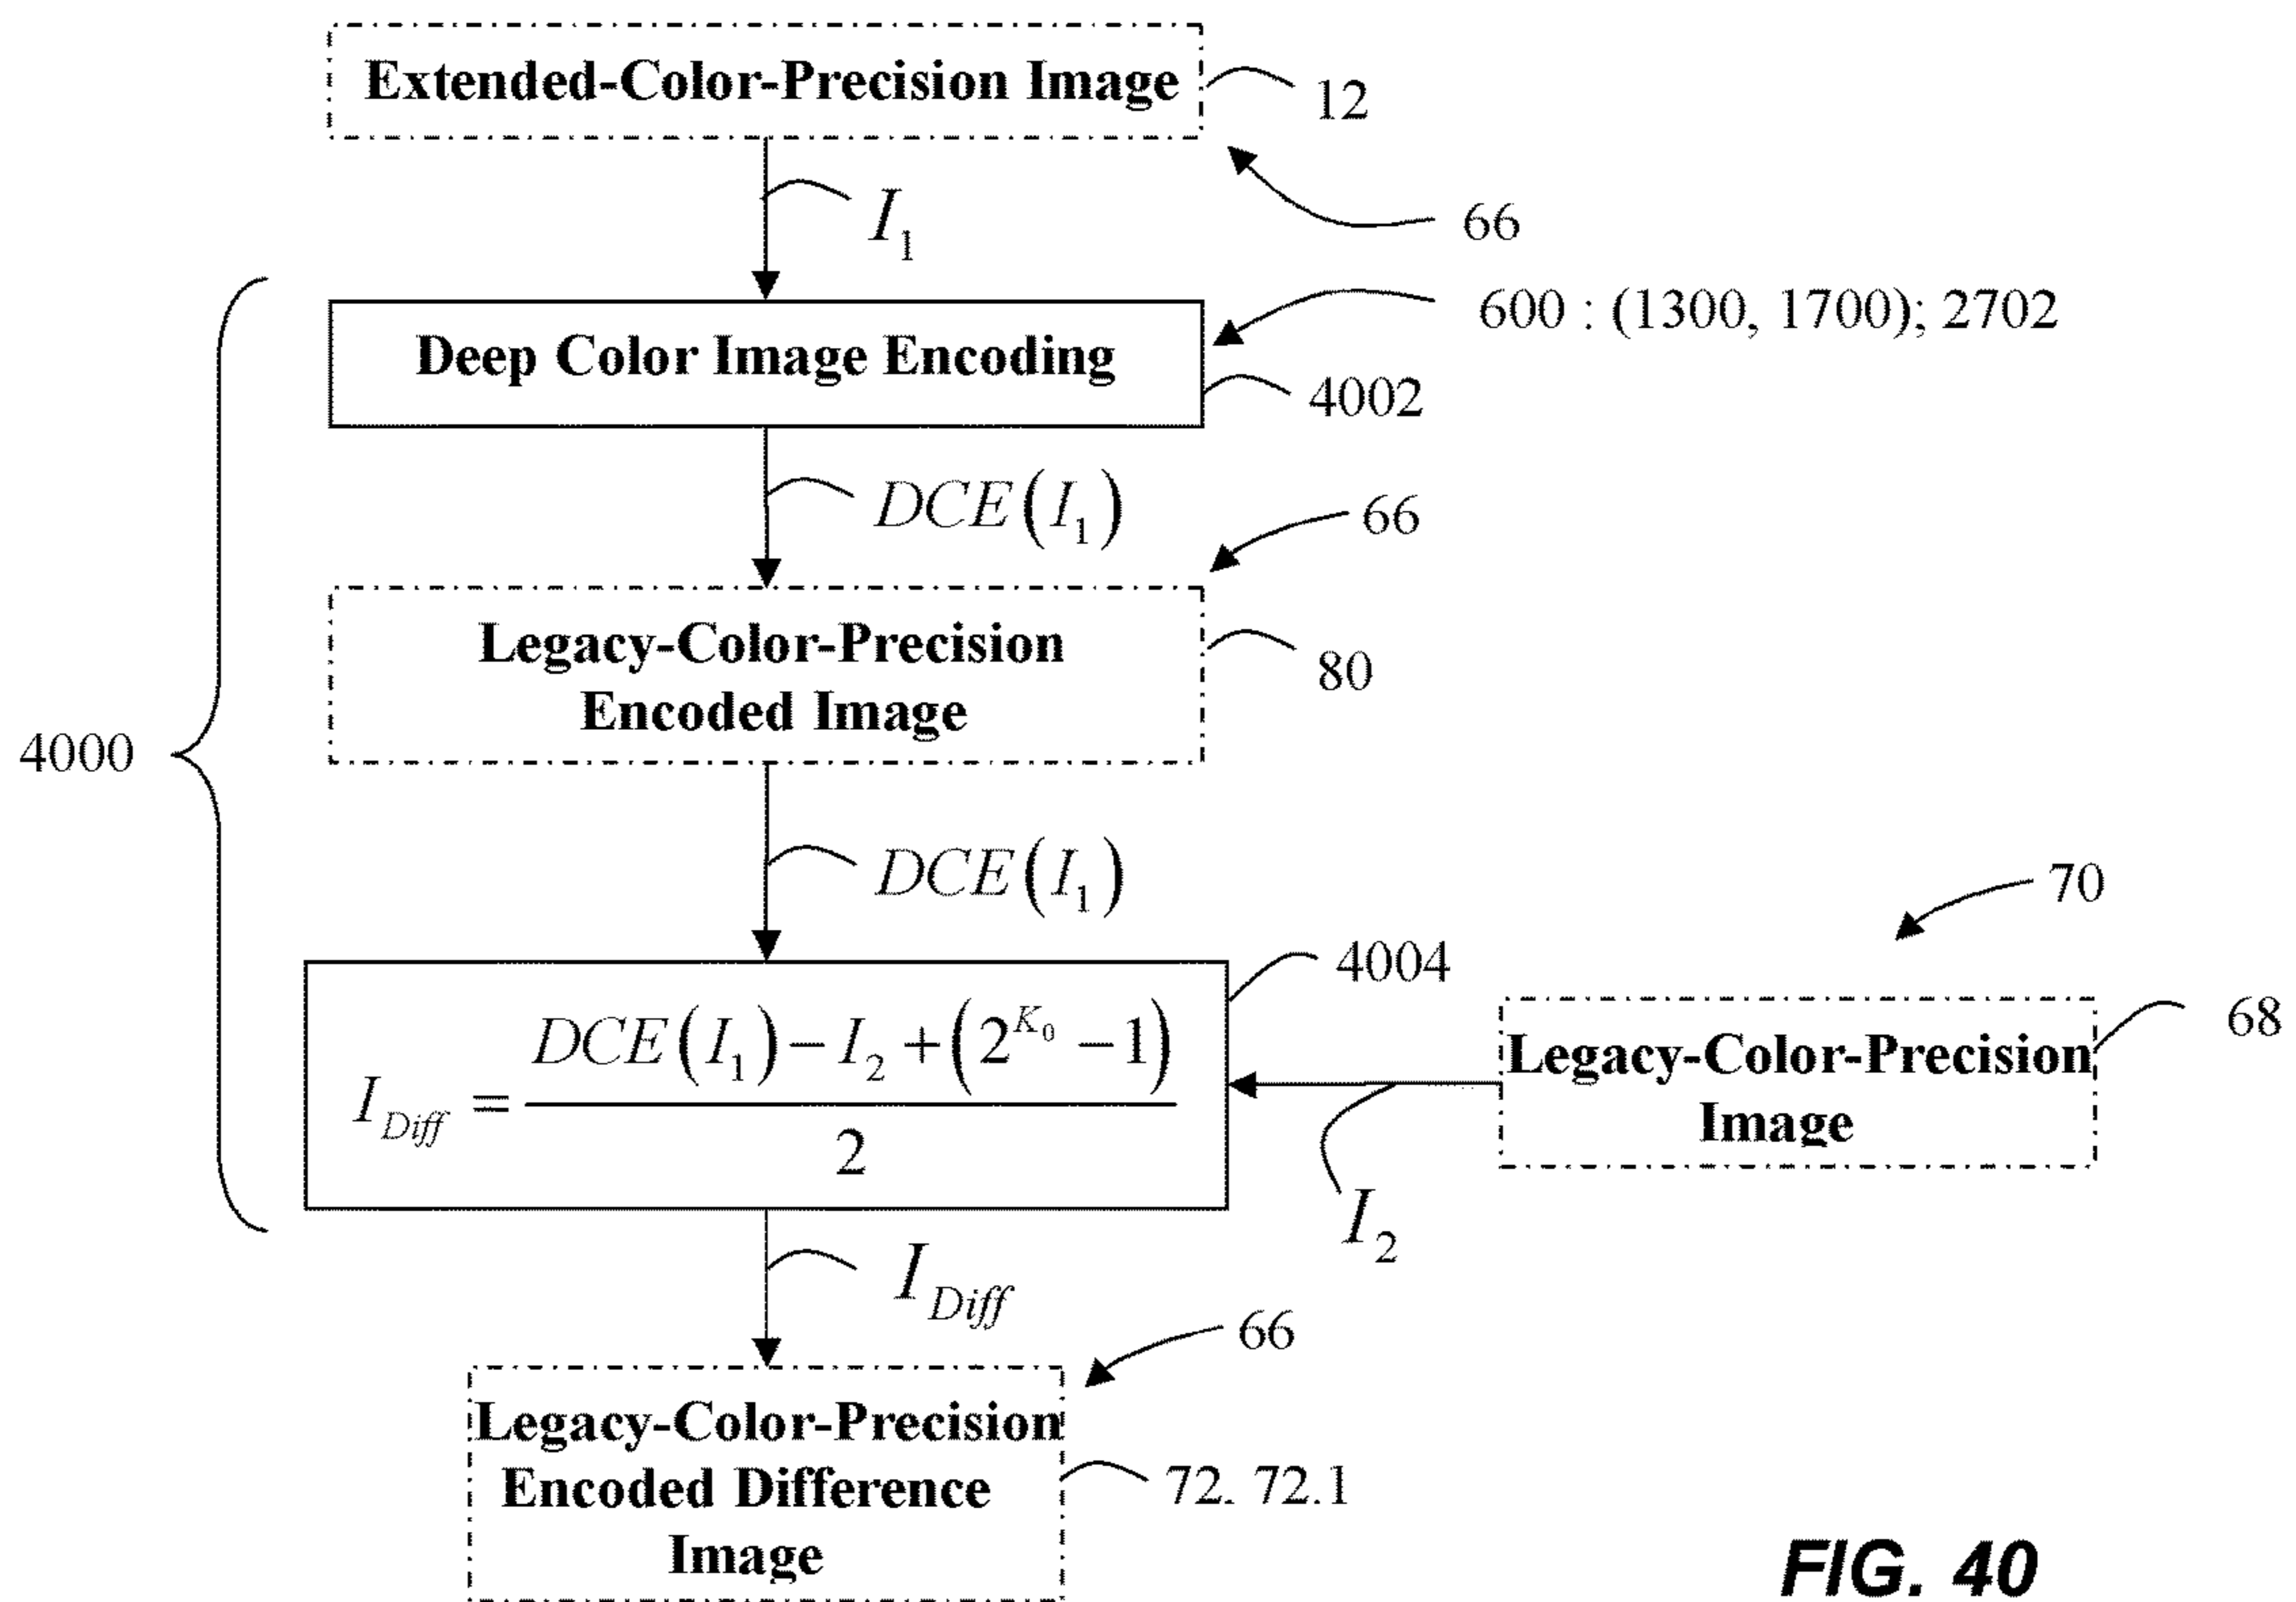 Extended-Color-Precision Image
12
I₁
66
600 : (1300, 1700); 2702
Deep Color Image Encoding
4002
DCE(I₁)
66
Legacy-Color-Precision
Encoded Image
80
4000
DCE(I₁)
70
4004
I_Diff = (DCE(I₁) − I₂ + (2^K₀ − 1)) / 2
68
Legacy-Color-Precision
Image
I₂
I_Diff
66
Legacy-Color-Precision
Encoded Difference
Image
72, 72.1
FIG. 40